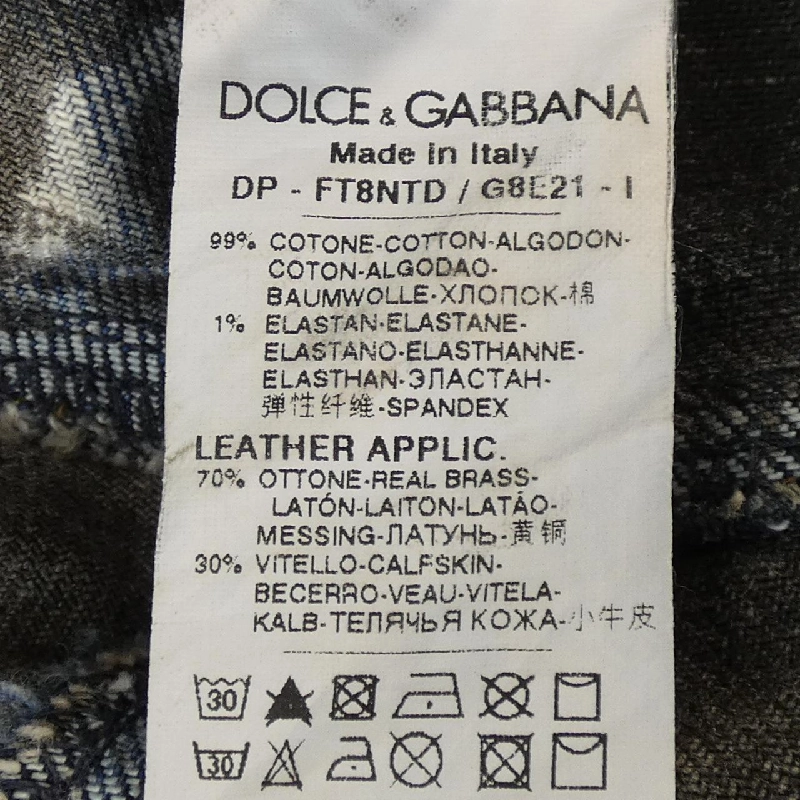 DOLCE & GABBANA
Made in Italy
DP - FT8NTD / G8E21 - I
99% COTONE-COTTON-ALGODON-
COTON-ALGODAO-
BAUMWOLLE-ХЛОПОК-棉
1% ELASTAN-ELASTANE-
ELASTANO-ELASTHANNE-
ELASTHAN-ЭЛАСТАН-
弹性纤维-SPANDEX
LEATHER APPLIC.
70% OTTONE-REAL BRASS-
LATÓN-LAITON-LATÃO-
MESSING-ЛАТУНЬ-黄铜
30% VITELLO-CALFSKIN-
BECERRO-VEAU-VITELA-
KALB-ТЕЛЯЧЬЯ КОЖА-小牛皮
30
30